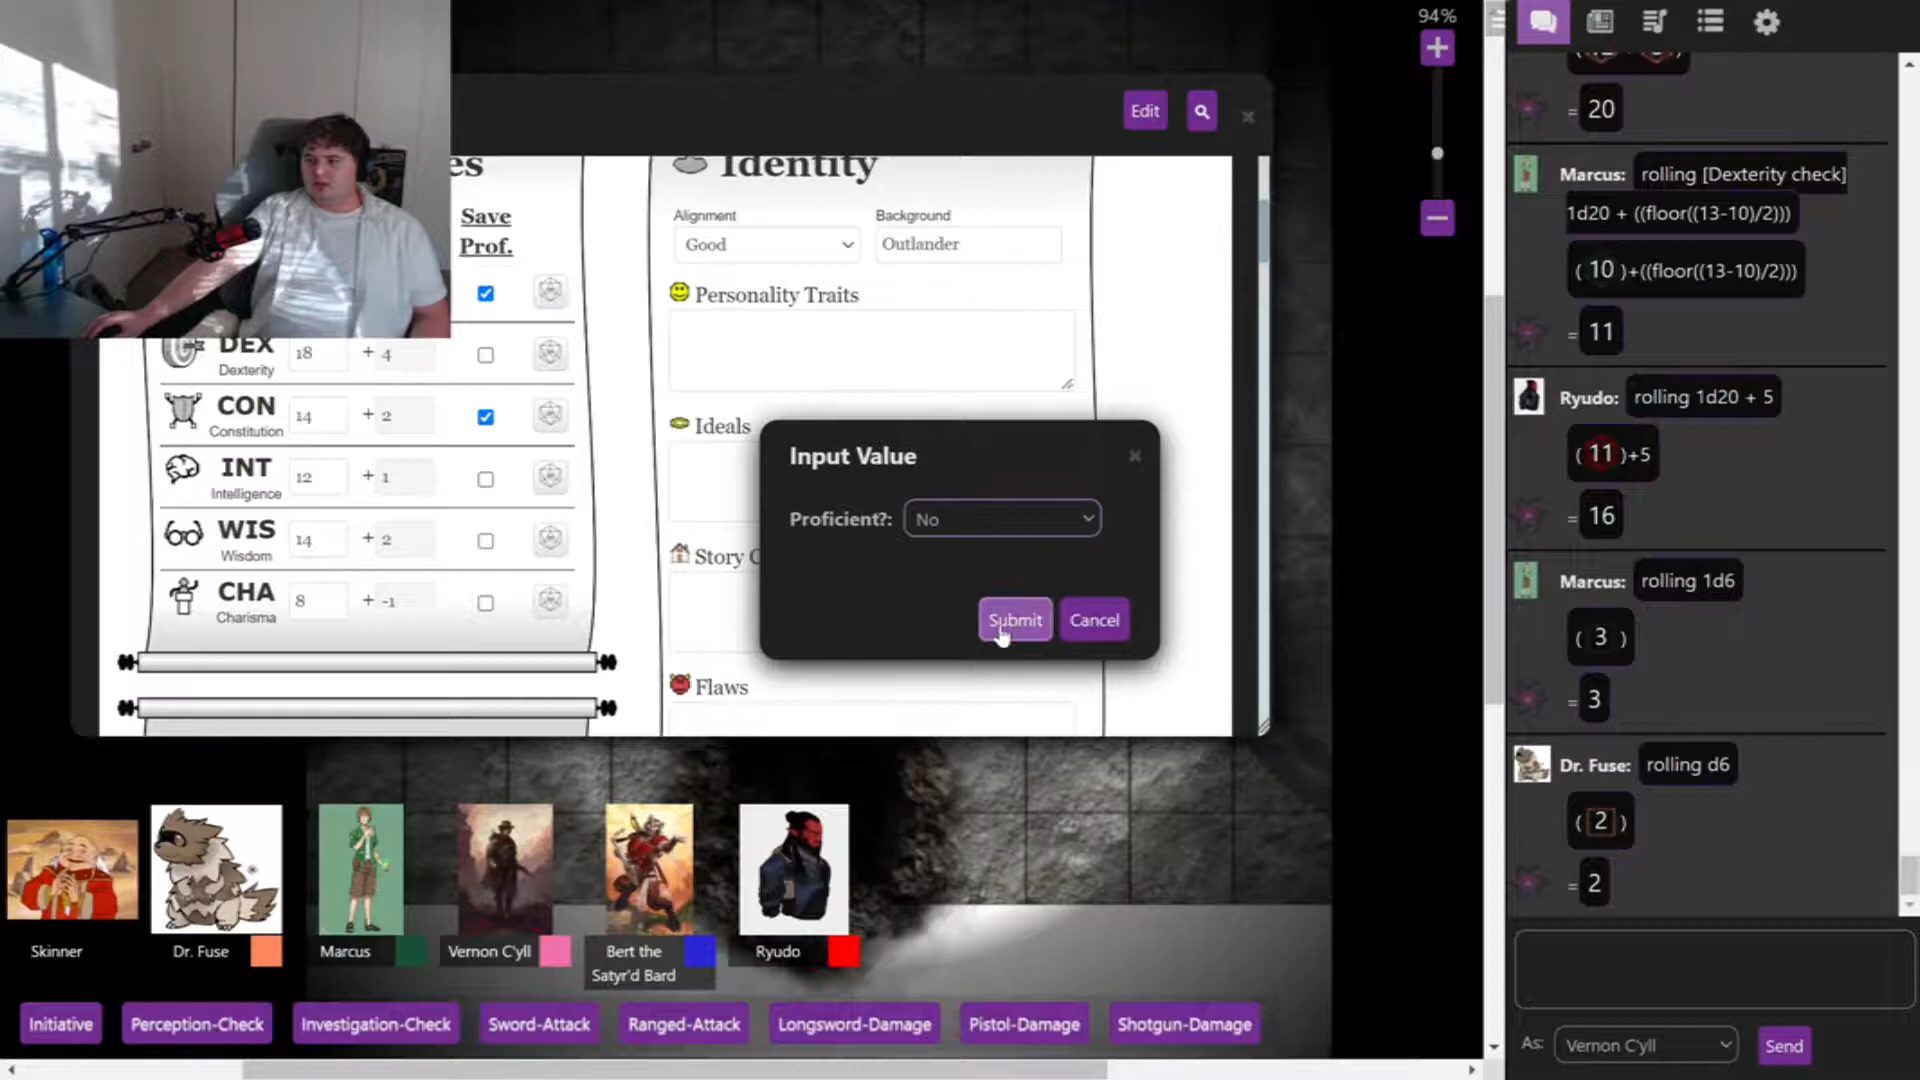 94%
Edit
es
Identity
Save
Prof.
Alignment
Background
Good
Outlander
Personality Traits
DEX
18
+ 4
Dexterity
CON
14
+ 2
Constitution
INT
12
+ 1
Intelligence
WIS
14
+ 2
Wisdom
CHA
8
+ -1
Charisma
Ideals
Story
Flaws
Input Value
Proficient?:
No
Submit
Cancel
= 20
Marcus: rolling [Dexterity check]
1d20 + ((floor((13-10)/2)))
( 10 )+((floor((13-10)/2)))
= 11
Ryudo: rolling 1d20 + 5
( 11 )+5
= 16
Marcus: rolling 1d6
( 3 )
= 3
Dr. Fuse: rolling d6
( 2 )
= 2
Skinner
Dr. Fuse
Marcus
Vernon C'yll
Bert the
Satyr'd Bard
Ryudo
Initiative
Perception-Check
Investigation-Check
Sword-Attack
Ranged-Attack
Longsword-Damage
Pistol-Damage
Shotgun-Damage
As:
Vernon C'yll
Send